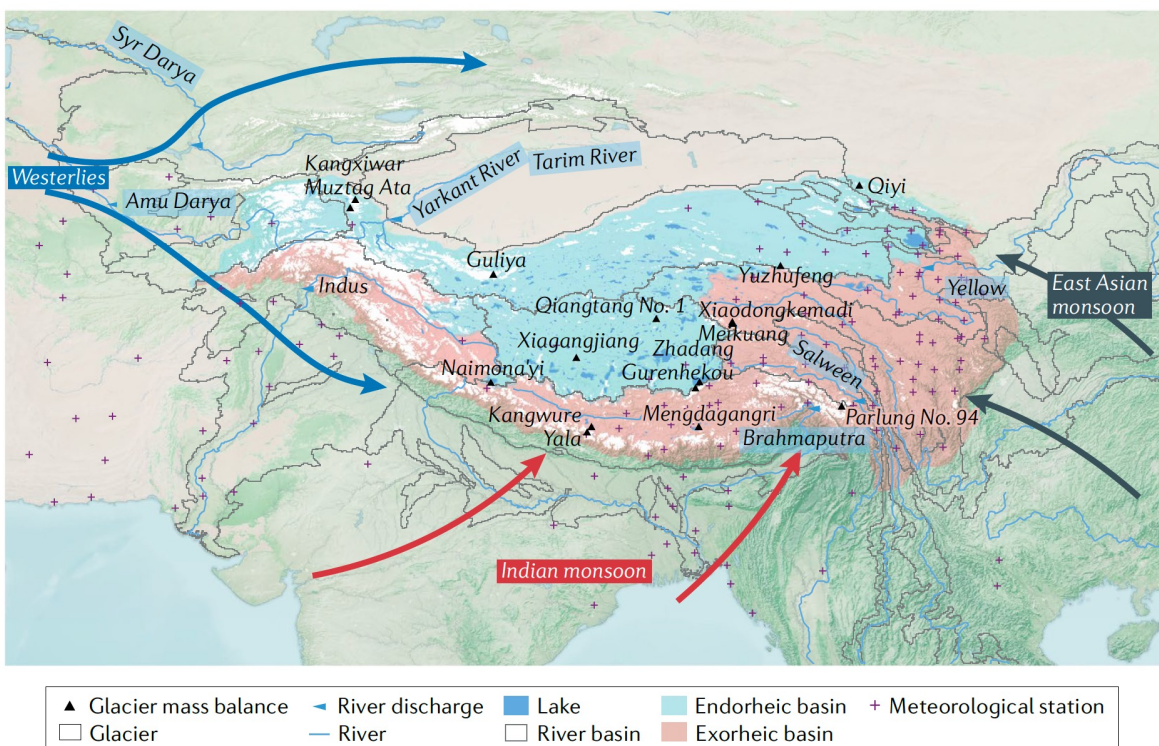 Syr Darya
Westerlies
Kangxiwar
Muztag Ata
Amu Darya
Yarkant River
Tarim River
Qiyi
Guliya
Indus
Yuzhufeng
Yellow
East Asian
monsoon
Qiangtang No. 1
Xiaodongkemadi
Meikuang
Xiagangjiang
Zhadang
Gurenhekou
Salween
Naimona'yi
Kangwure
Yala
Mengdagangri
Parlung No. 94
Brahmaputra
Indian monsoon
Glacier mass balance
River discharge
Lake
Endorheic basin
Meteorological station
Glacier
River
River basin
Exorheic basin